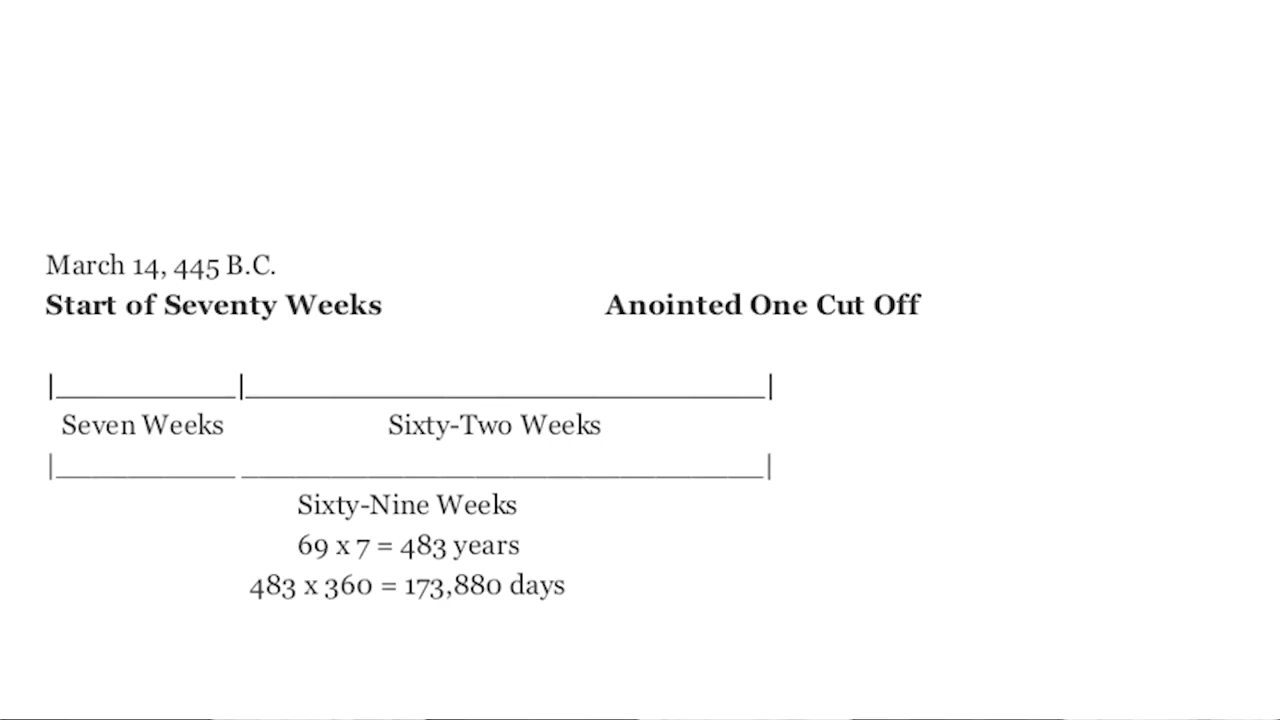 March 14, 445 B.C.
Start of Seventy Weeks Anointed One Cut Off
Seven Weeks Sixty-Two Weeks
Sixty-Nine Weeks
69 x 7 = 483 years
483 x 360 = 173,880 days